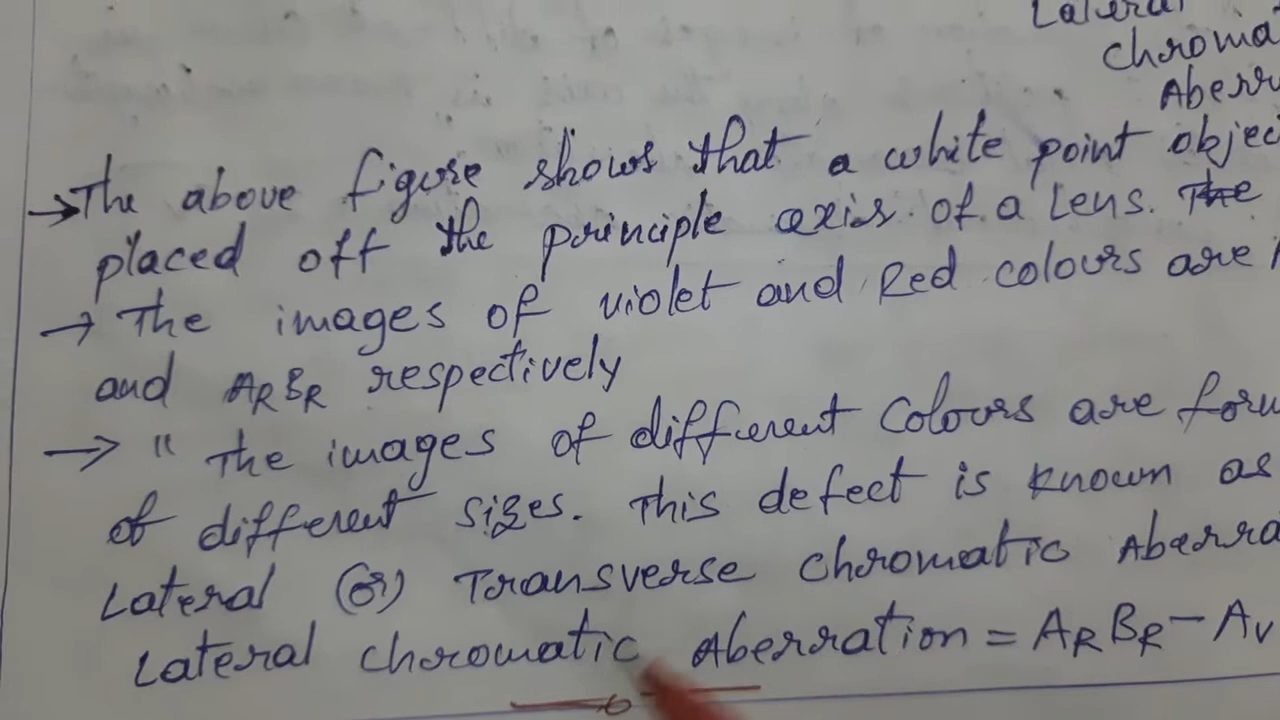 Lateral
Chroma
Aberr
→ The above figure shows that a white point objec
placed off the principle axis of a lens. The
→ The images of violet and Red colours are
and ARBR respectively
→ " The images of different Colours are for
of different sizes. This defect is known as
Lateral (or) Transverse chromatic Aberra
Lateral chromatic Aberration = ARBR - AV